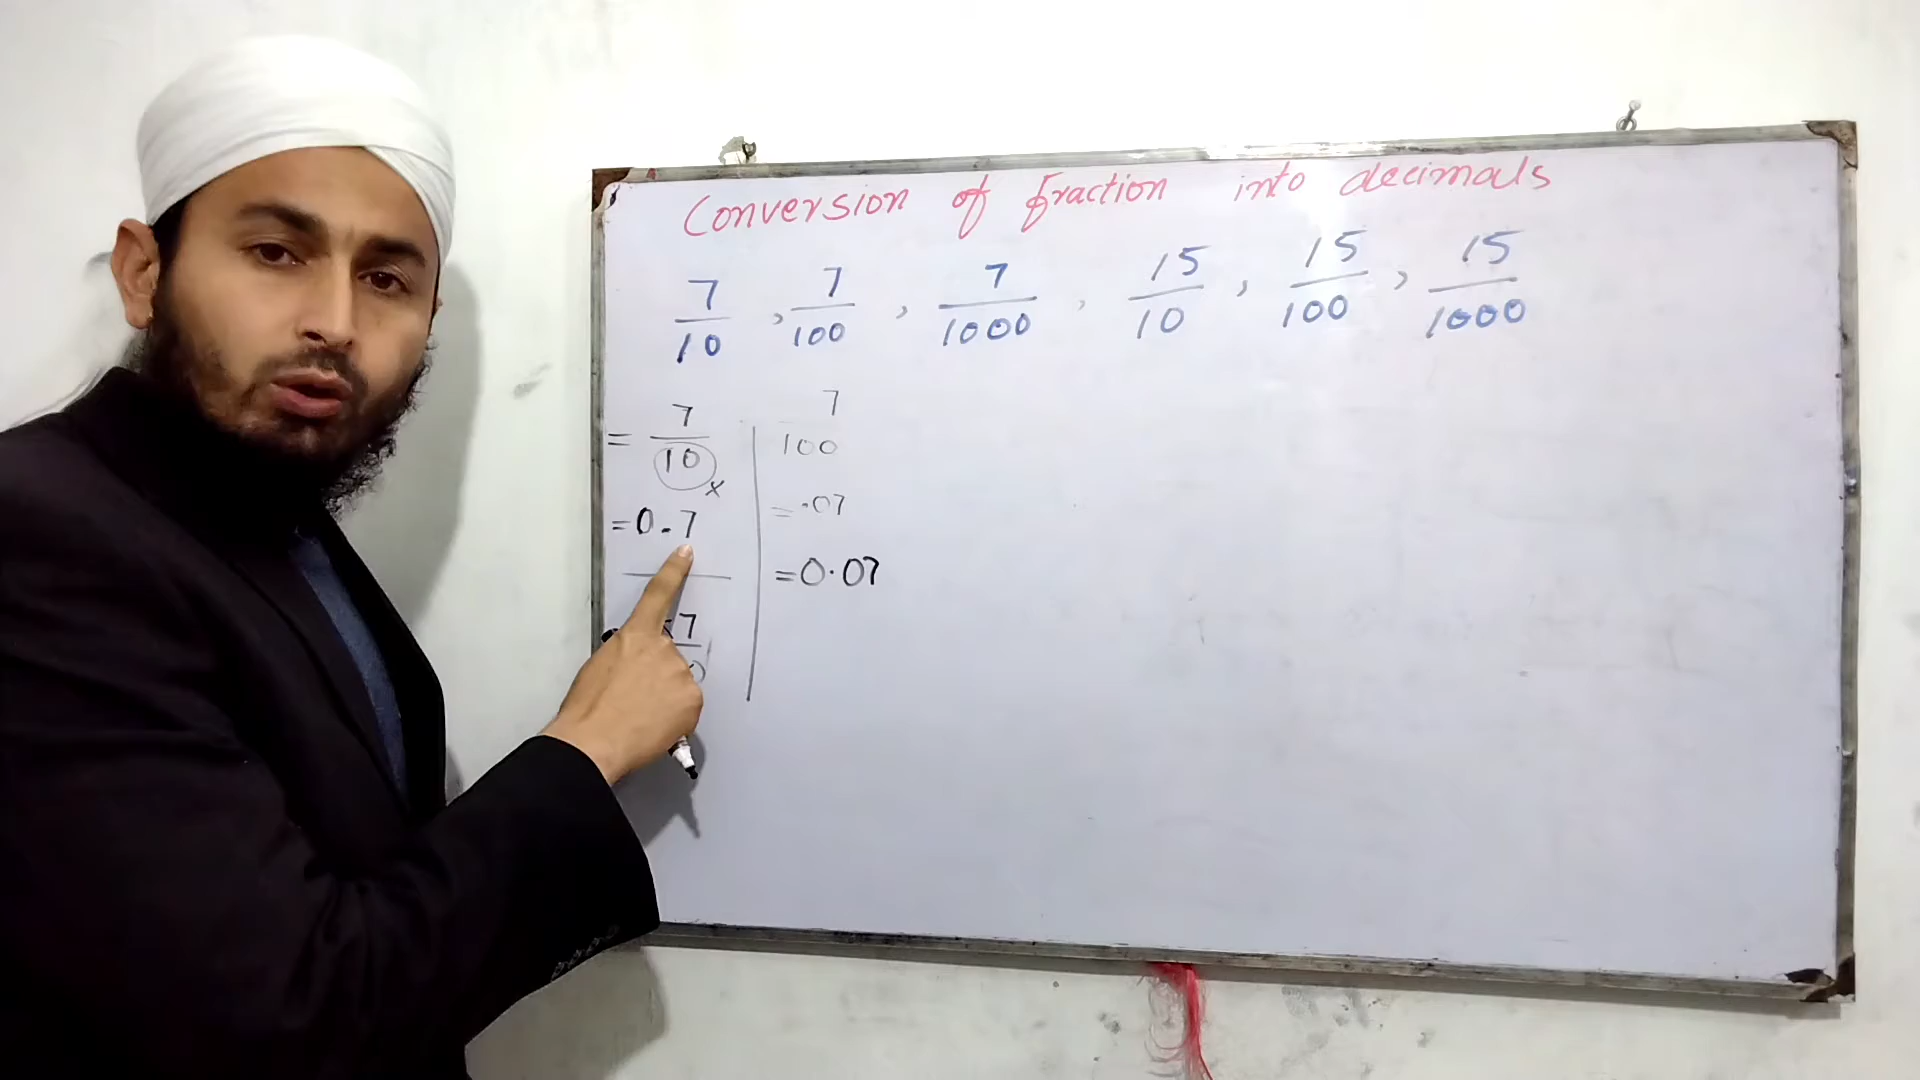 Conversion of fraction into decimals
7/10 , 7/100 , 7/1000 , 15/10 , 15/100 , 15/1000
= 7/10 x
= 0.7
7
7/100
= .07
= 0.07